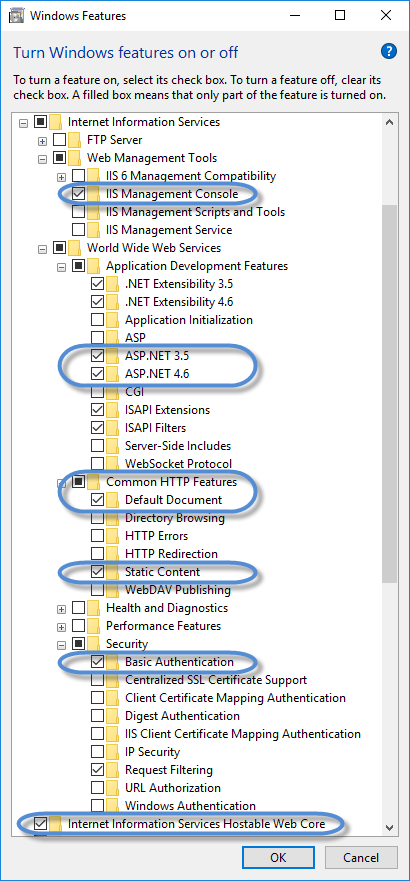 Windows Features
Turn Windows features on or off
?
To turn a feature on, select its check box. To turn a feature off, clear its
check box. A filled box means that only part of the feature is turned on.
Internet Information Services
FTP Server
Web Management Tools
IIS 6 Management Compatibility
IIS Management Console
IIS Management Scripts and Tools
IIS Management Service
World Wide Web Services
Application Development Features
.NET Extensibility 3.5
.NET Extensibility 4.6
Application Initialization
ASP
ASP.NET 3.5
ASP.NET 4.6
CGI
ISAPI Extensions
ISAPI Filters
Server-Side Includes
WebSocket Protocol
Common HTTP Features
Default Document
Directory Browsing
HTTP Errors
HTTP Redirection
Static Content
WebDAV Publishing
Health and Diagnostics
Performance Features
Security
Basic Authentication
Centralized SSL Certificate Support
Client Certificate Mapping Authentication
Digest Authentication
IIS Client Certificate Mapping Authentication
IP Security
Request Filtering
URL Authorization
Windows Authentication
Internet Information Services Hostable Web Core
OK
Cancel